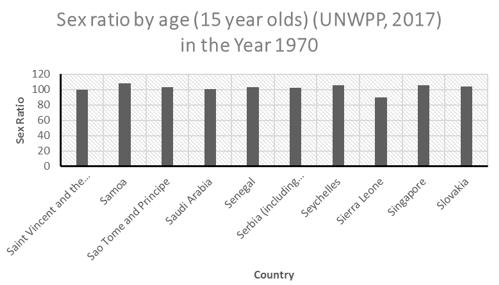 Sex ratio by age (15 year olds) (UNWPP, 2017)
in the Year 1970
120
100
80
60
40
20
0
Sex Ratio
Saint Vincent and the...
Samoa
Sao Tome and Principe
Saudi Arabia
Senegal
Serbia (including...
Seychelles
Sierra Leone
Singapore
Slovakia
Country